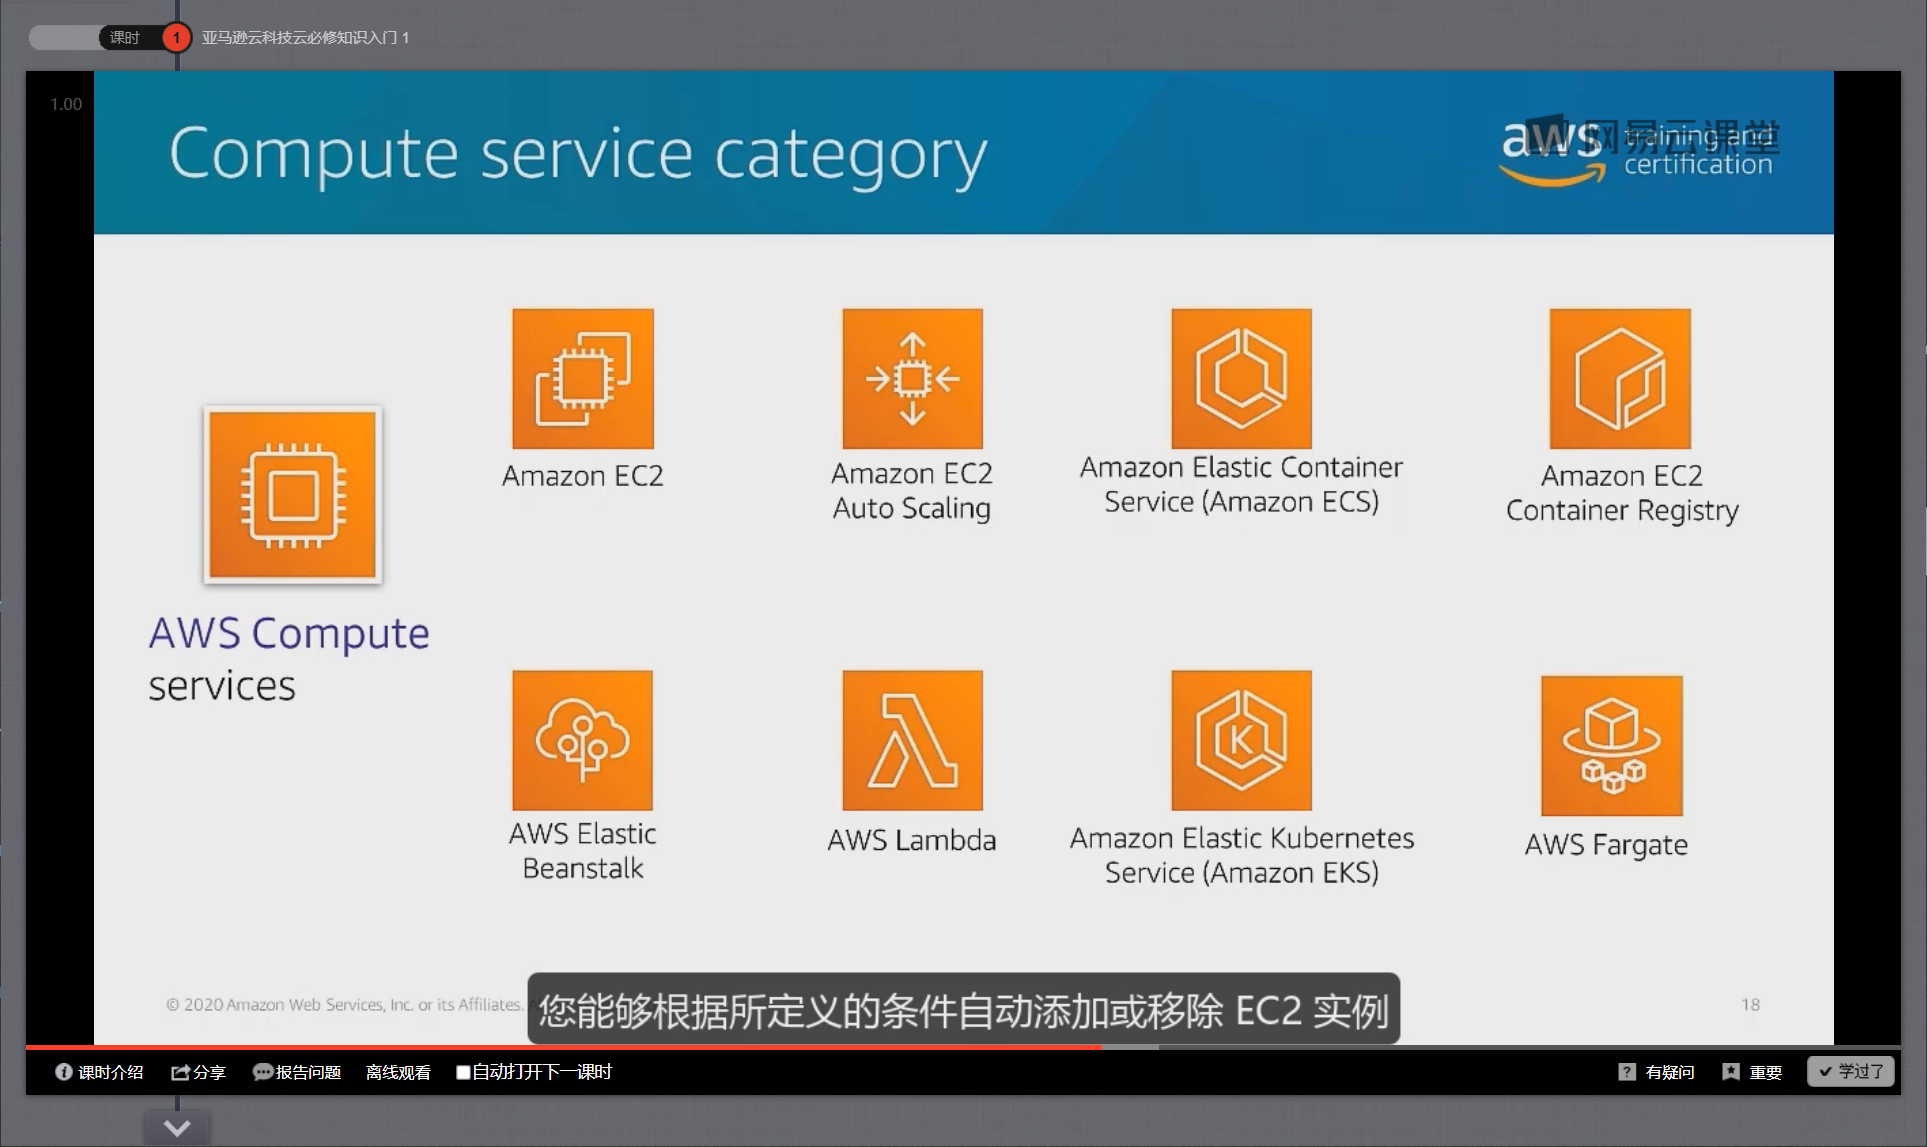 课时 1 亚马逊云科技云必修知识入门 1
1.00
Compute service category
aws training and certification
网易云课堂
Amazon EC2
Amazon EC2
Auto Scaling
Amazon Elastic Container
Service (Amazon ECS)
Amazon EC2
Container Registry
AWS Compute
services
AWS Elastic
Beanstalk
AWS Lambda
Amazon Elastic Kubernetes
Service (Amazon EKS)
K
AWS Fargate
© 2020 Amazon Web Services, Inc. or its Affiliates.
18
您能够根据所定义的条件自动添加或移除 EC2 实例
课时介绍 分享 报告问题 离线观看 自动打开下一课时 有疑问 重要 学过了